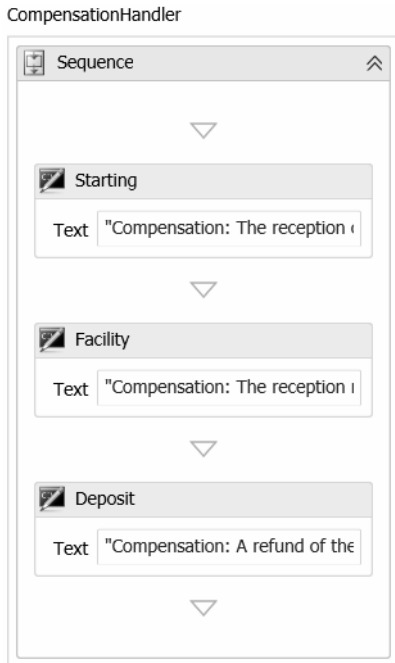 CompensationHandler
Sequence
Starting
Text "Compensation: The reception
Facility
Text "Compensation: The reception
Deposit
Text "Compensation: A refund of the